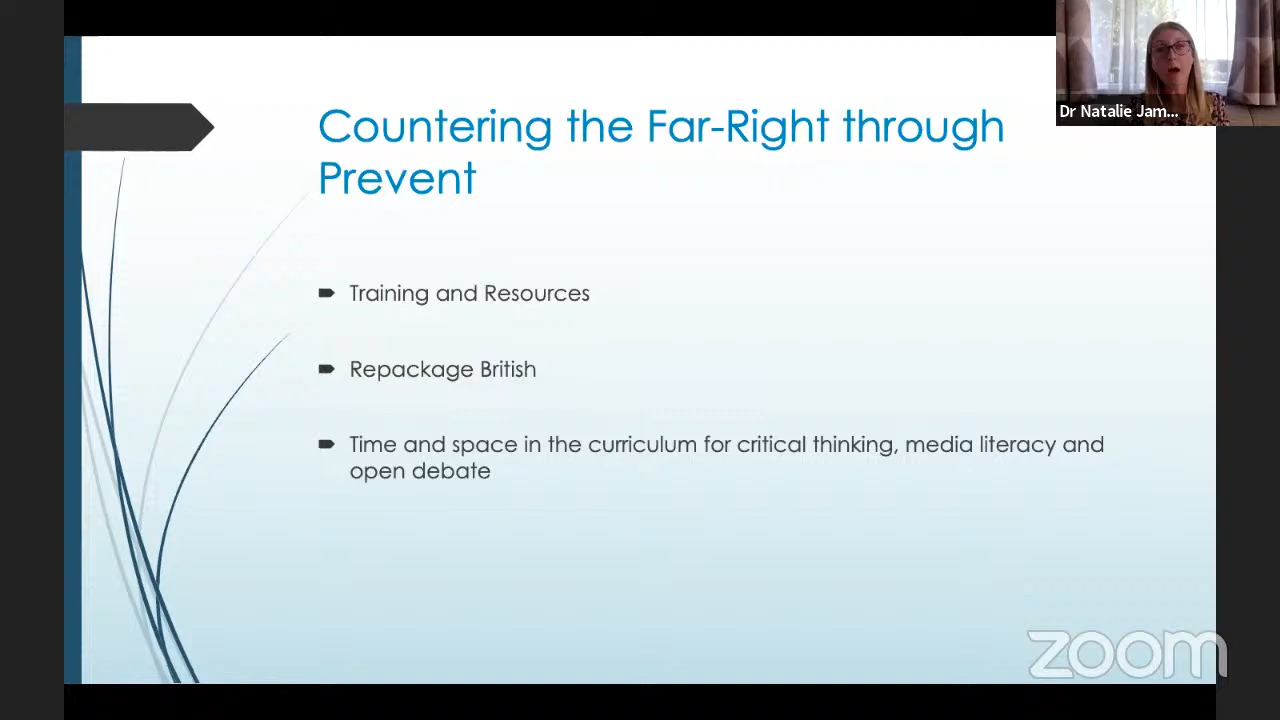 Countering the Far-Right through
Prevent
Dr Natalie Jam...
Training and Resources
Repackage British
Time and space in the curriculum for critical thinking, media literacy and
open debate
zoom